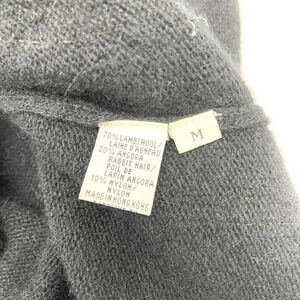 70% LAMBSWOOL/
LAINE D'AGNEAU
20% ANGORA
RABBIT HAIR/
POIL DE
LAPIN ANGORA
10% NYLON/
NYLON
MADE IN HONG KONG
M